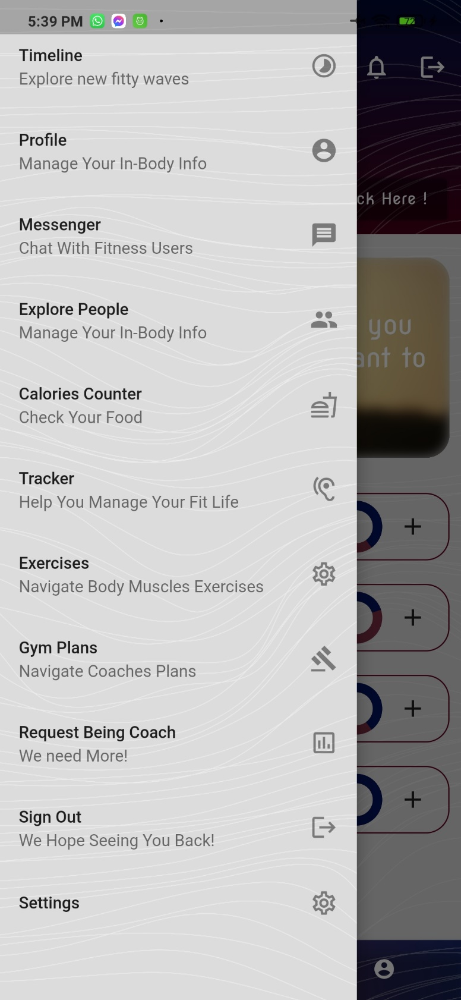 5:39 PM
72
Timeline
Explore new fitty waves
Profile
Manage Your In-Body Info
ck Here !
Messenger
Chat With Fitness Users
Explore People
Manage Your In-Body Info
you
ant to
Calories Counter
Check Your Food
Tracker
Help You Manage Your Fit Life
Exercises
Navigate Body Muscles Exercises
Gym Plans
Navigate Coaches Plans
Request Being Coach
We need More!
Sign Out
We Hope Seeing You Back!
Settings